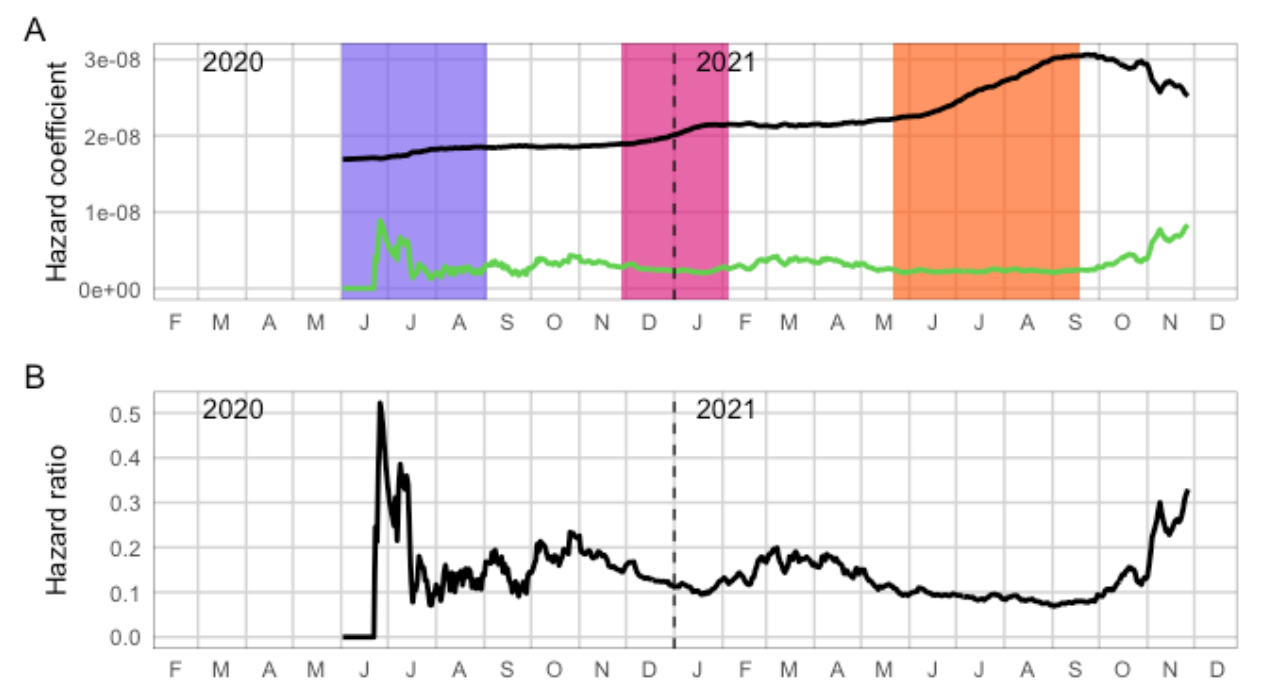 A
Hazard coefficient
3e-08
2e-08
1e-08
0e+00
2020
2021
F M A M J J A S O N D J F M A M J J A S O N D
B
Hazard ratio
0.5
0.4
0.3
0.2
0.1
0.0
2020
2021
F M A M J J A S O N D J F M A M J J A S O N D